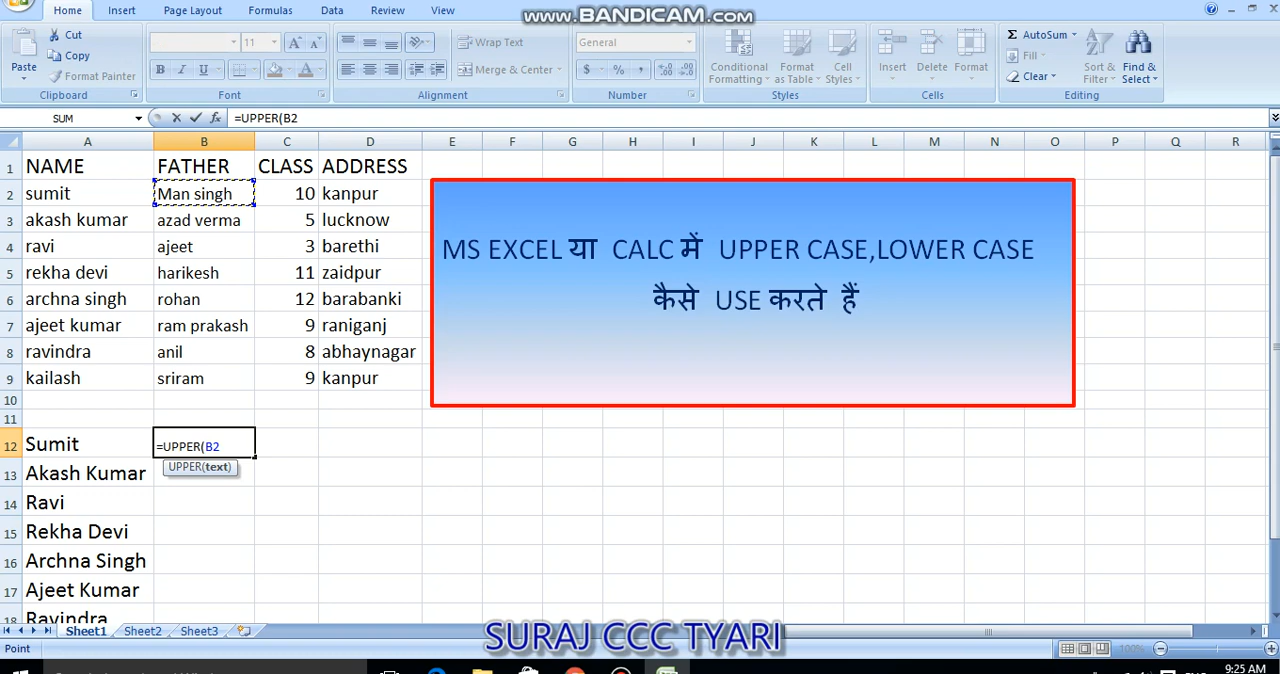 www.BANDICAM.com
Home Insert Page Layout Formulas Data Review View
Cut
Copy
Format Painter
Paste
Clipboard
11
Font
Wrap Text
Merge & Center
Alignment
General
Number
Conditional Formatting
Format as Table
Cell Styles
Styles
Insert Delete Format
Cells
AutoSum
Fill
Clear
Sort & Filter
Find & Select
Editing
SUM =UPPER(B2
A B C D E F G H I J K L M N O P Q R
1 NAME FATHER CLASS ADDRESS
2 sumit Man singh 10 kanpur
3 akash kumar azad verma 5 lucknow
4 ravi ajeet 3 barethi
5 rekha devi harikesh 11 zaidpur
6 archna singh rohan 12 barabanki
7 ajeet kumar ram prakash 9 raniganj
8 ravindra anil 8 abhaynagar
9 kailash sriram 9 kanpur
10
11
MS EXCEL या CALC में UPPER CASE,LOWER CASE
कैसे USE करते हैं
12 Sumit =UPPER(B2
UPPER(text)
13 Akash Kumar
14 Ravi
15 Rekha Devi
16 Archna Singh
17 Ajeet Kumar
18 Ravindra
Sheet1 Sheet2 Sheet3
SURAJ CCC TYARI
Point
100%
9:25 AM